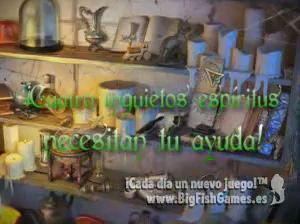 ¡Cuatro inquietos espíritus
necesitan tu ayuda!
¡Cada día un nuevo juego!™
www.BigFishGames.es